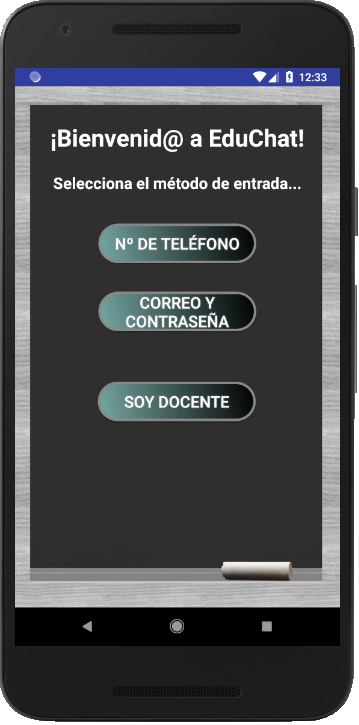 12:33
¡Bienvenid@ a EduChat!
Selecciona el método de entrada...
Nº DE TELÉFONO
CORREO Y
CONTRASEÑA
SOY DOCENTE